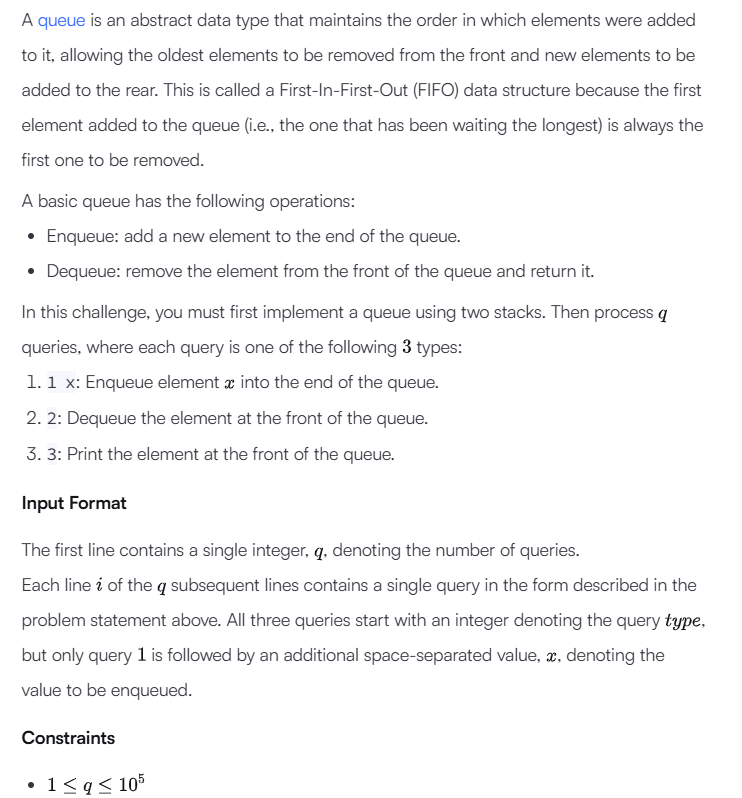 A queue is an abstract data type that maintains the order in which elements were added
to it, allowing the oldest elements to be removed from the front and new elements to be
added to the rear. This is called a First-In-First-Out (FIFO) data structure because the first
element added to the queue (i.e., the one that has been waiting the longest) is always the
first one to be removed.
A basic queue has the following operations:
• Enqueue: add a new element to the end of the queue.
• Dequeue: remove the element from the front of the queue and return it.
In this challenge, you must first implement a queue using two stacks. Then process q
queries, where each query is one of the following 3 types:
1. 1 x: Enqueue element x into the end of the queue.
2. 2: Dequeue the element at the front of the queue.
3. 3: Print the element at the front of the queue.
Input Format
The first line contains a single integer, q, denoting the number of queries.
Each line i of the q subsequent lines contains a single query in the form described in the
problem statement above. All three queries start with an integer denoting the query type,
but only query 1 is followed by an additional space-separated value, x, denoting the
value to be enqueued.
Constraints
• 1 ≤ q ≤ 10⁵